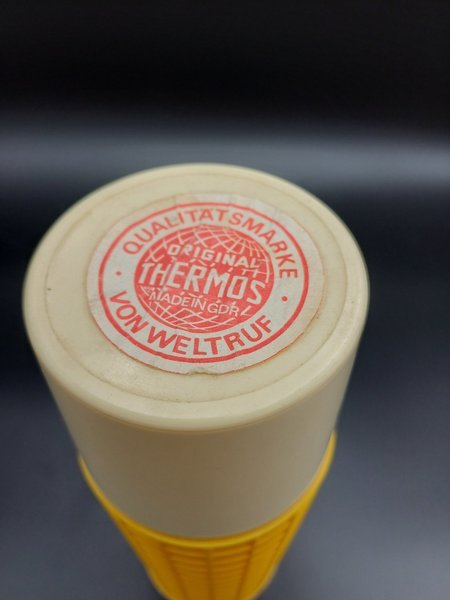 QUALITÄTSMARKE
ORIGINAL
THERMOS
MADE IN GDR
VON WELTRUF